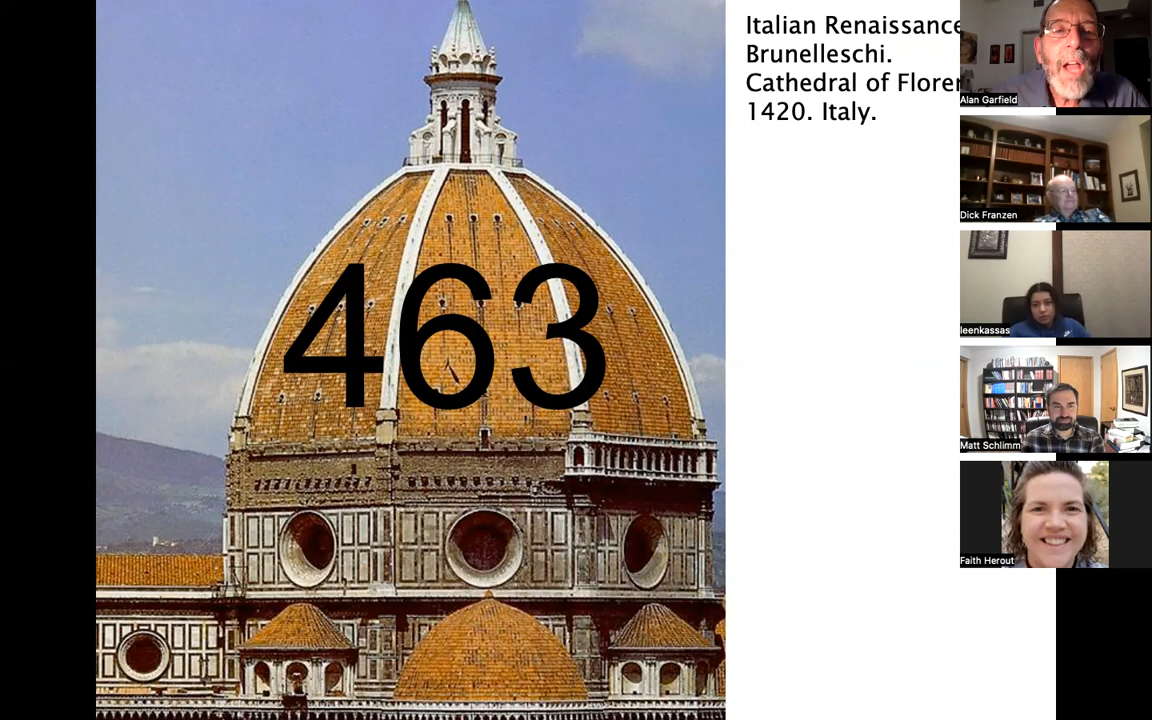 Italian Renaissance
Brunelleschi.
Cathedral of Floren
1420. Italy.
463
Alan Garfield
Dick Franzen
leenkassas
Matt Schlimm
Faith Herout